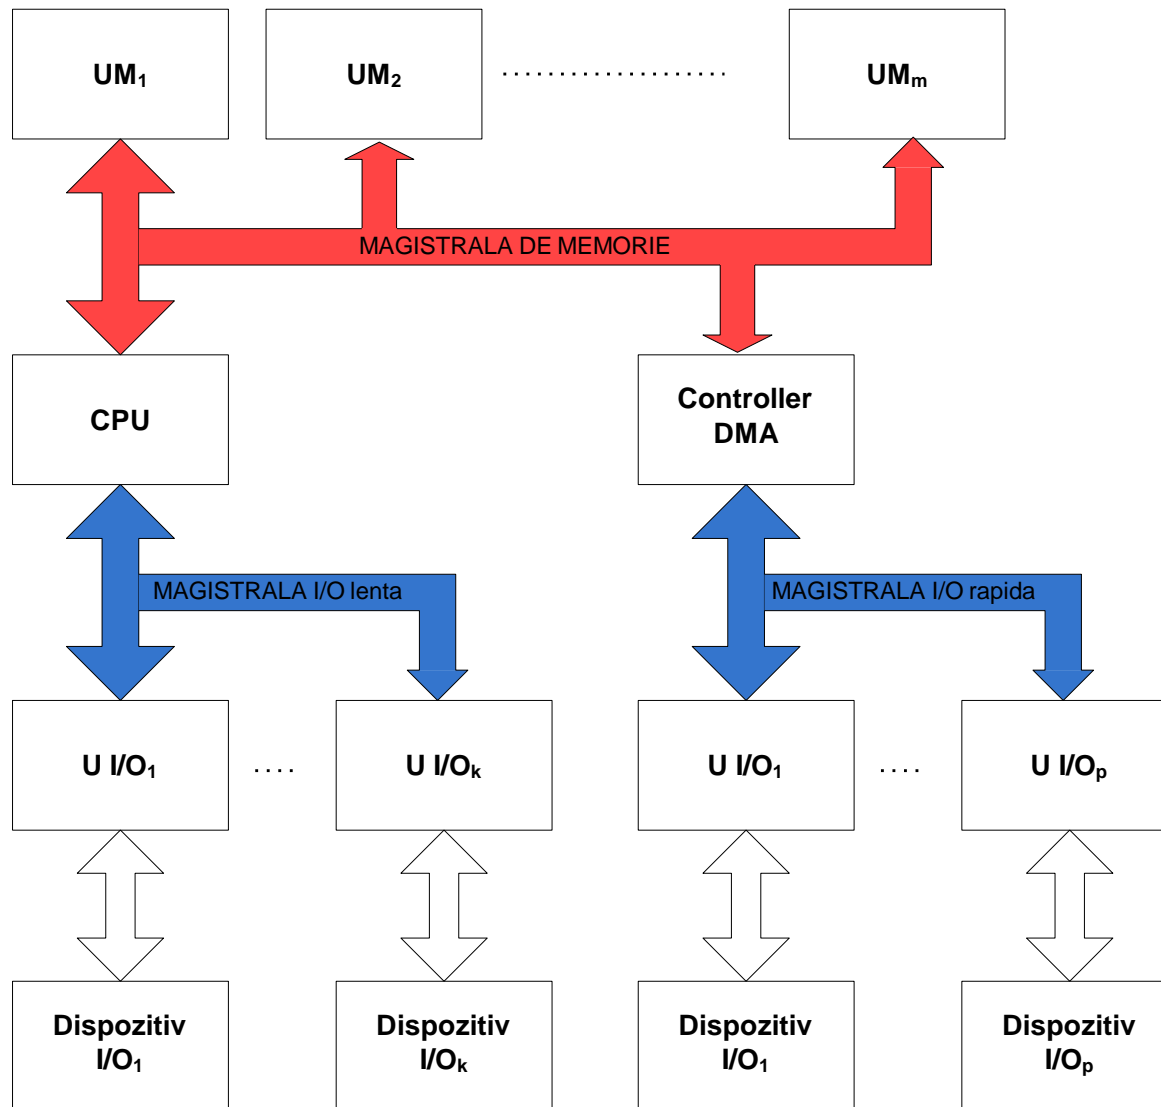 UM₁
UM₂
UMₘ
MAGISTRALA DE MEMORIE
CPU
Controller
DMA
MAGISTRALA I/O lenta
MAGISTRALA I/O rapida
U I/O₁
....
U I/Oₖ
U I/O₁
....
U I/Oₚ
Dispozitiv
I/O₁
Dispozitiv
I/Oₖ
Dispozitiv
I/O₁
Dispozitiv
I/Oₚ